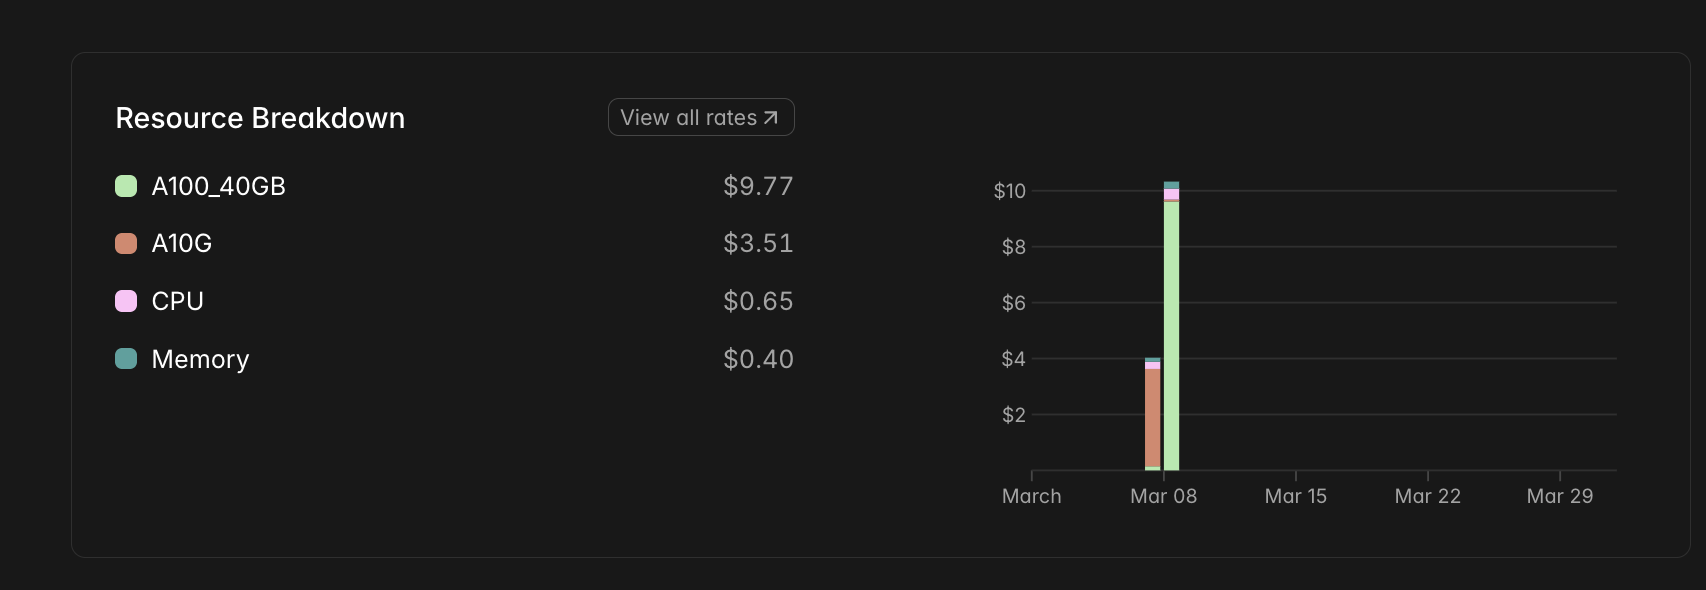 Resource Breakdown
View all rates
A100_40GB $9.77
A10G $3.51
CPU $0.65
Memory $0.40
$10
$8
$6
$4
$2
March Mar 08 Mar 15 Mar 22 Mar 29